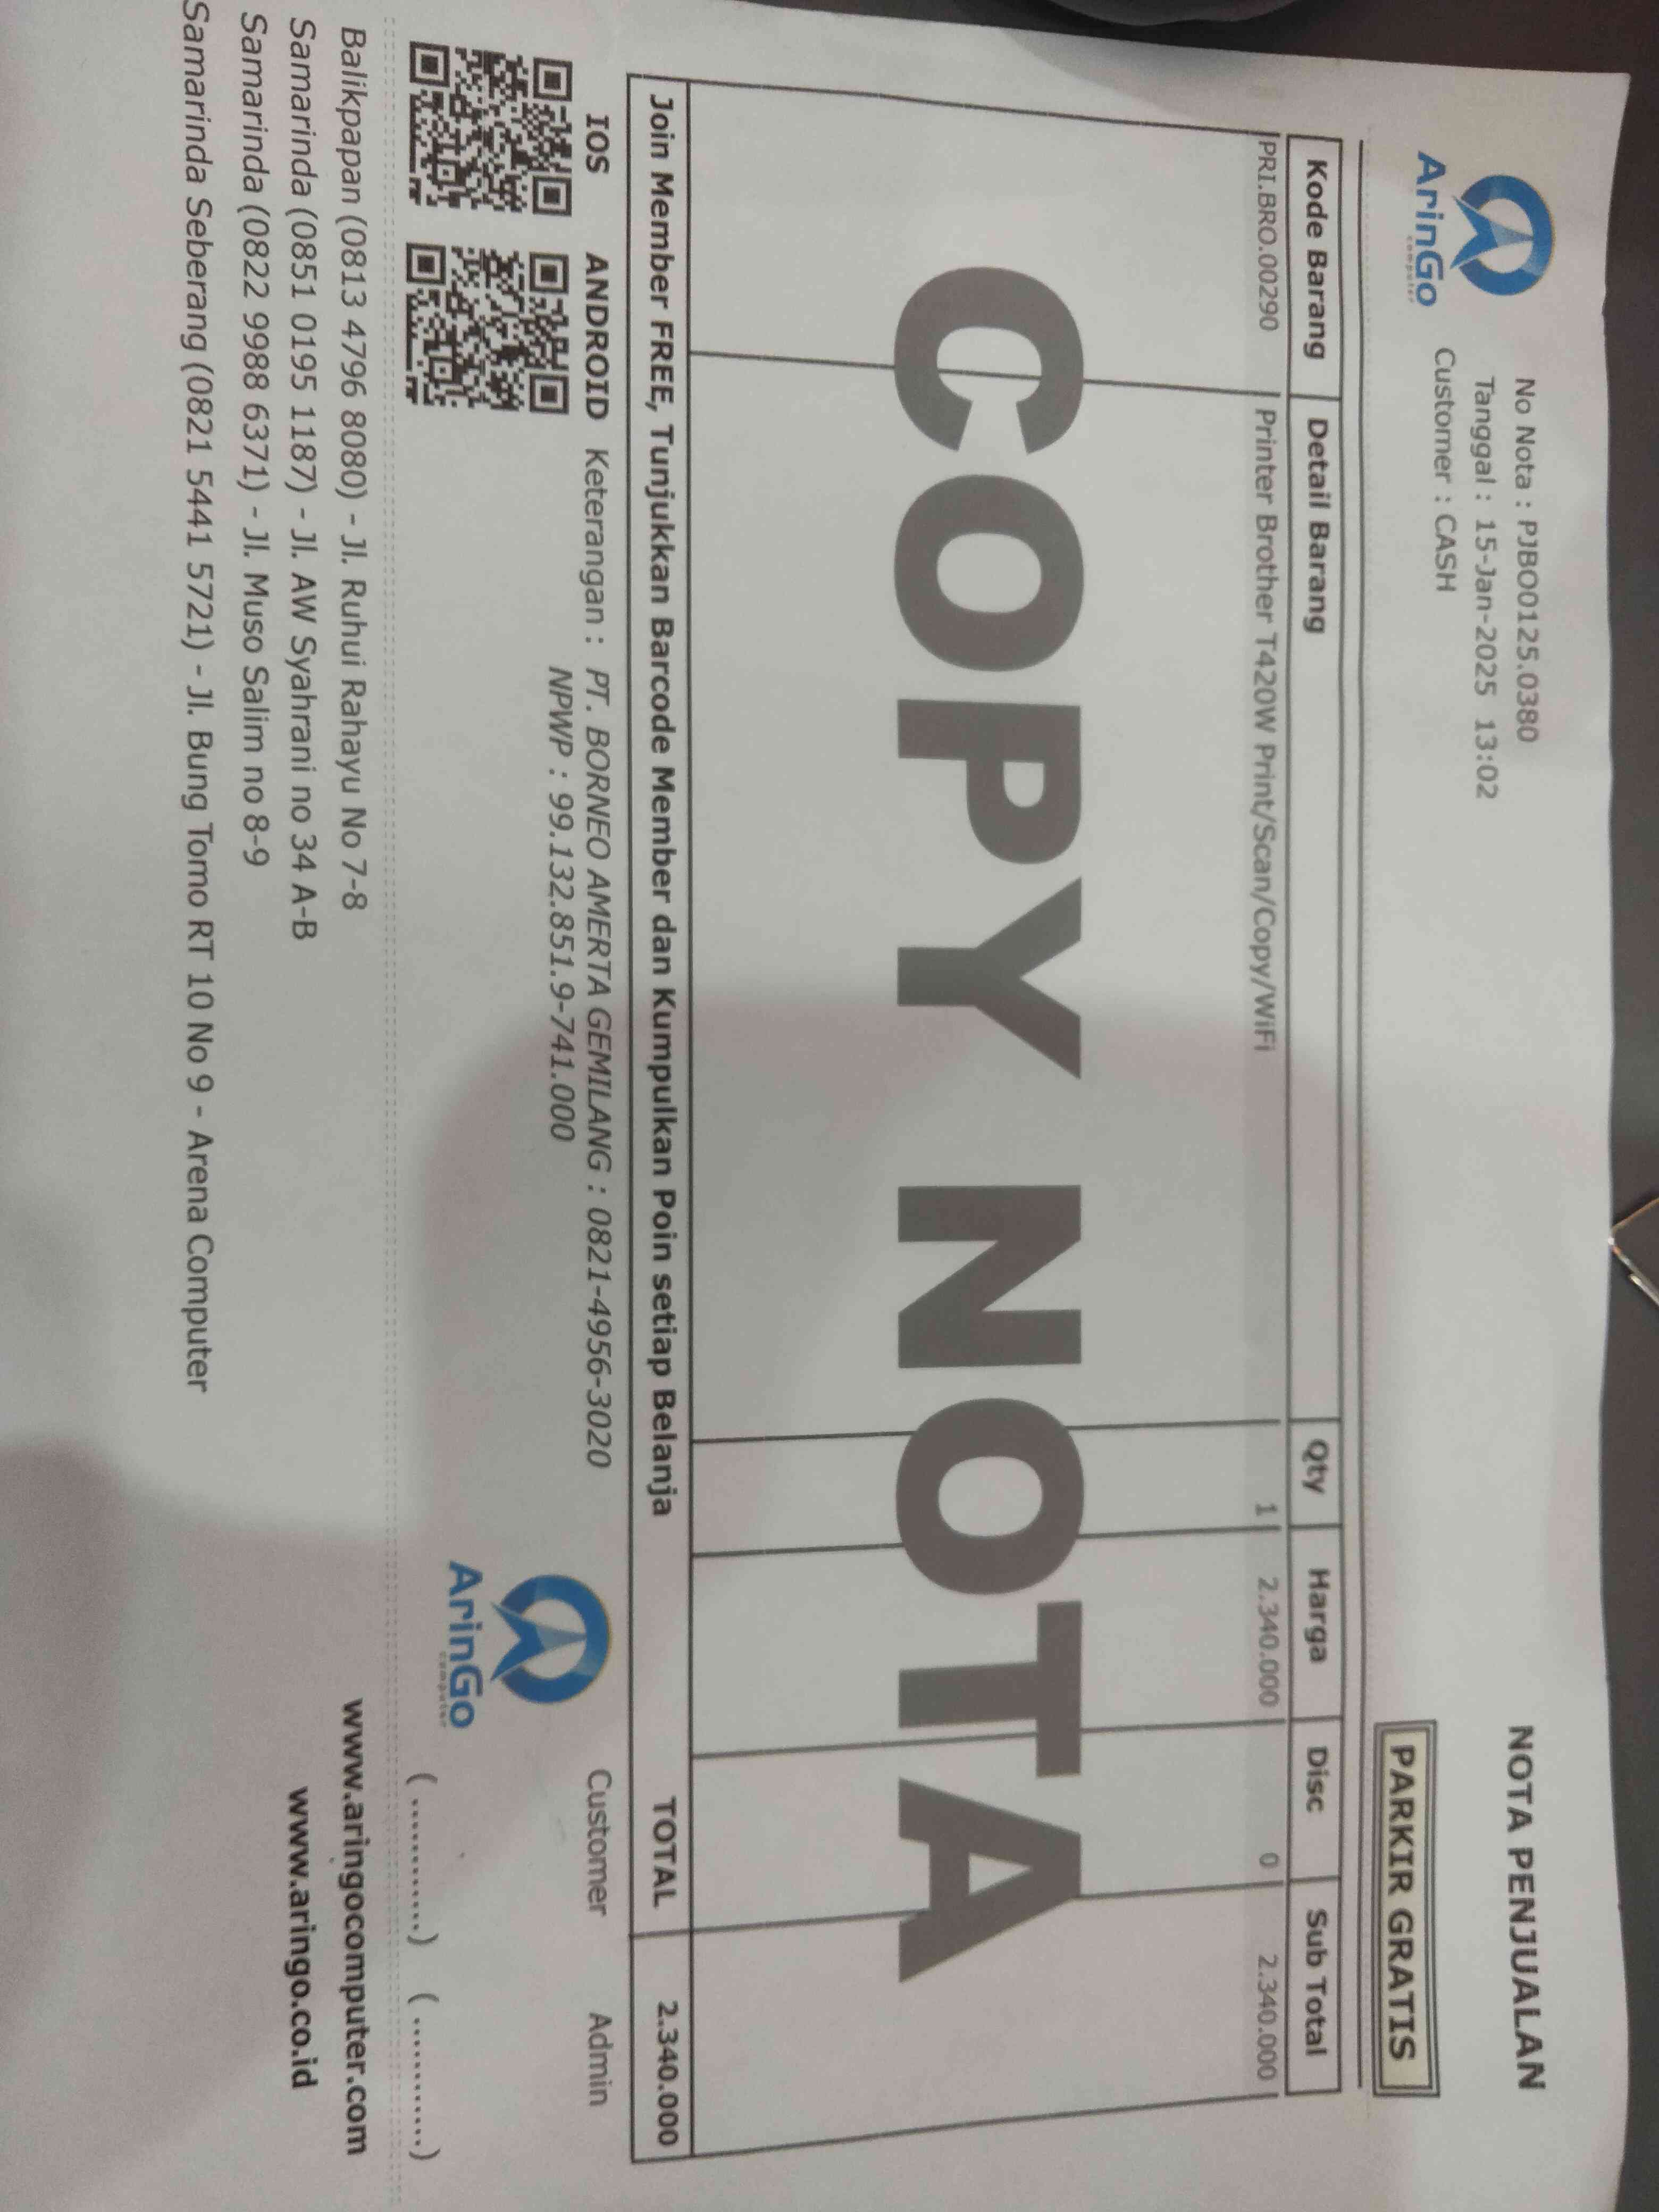 ArinGo
computer
No Nota : PJBO0125.0380
Tanggal : 15-Jan-2025 13:02
Customer : CASH
NOTA PENJUALAN
PARKIR GRATIS
Kode Barang Detail Barang Qty Harga Disc Sub Total
PRI.BRO.00290 Printer Brother T420W Print/Scan/Copy/WiFi 1 2.340.000 0 2.340.000
COPY NOTA
Join Member FREE, Tunjukkan Barcode Member dan Kumpulkan Poin setiap Belanja TOTAL 2.340.000
IOS ANDROID Keterangan : PT. BORNEO AMERTA GEMILANG : 0821-4956-3020
NPWP : 99.132.851.9-741.000
ArinGo
computer
Customer Admin
( ........... ) ( ........... )
Balikpapan (0813 4796 8080) - Jl. Ruhui Rahayu No 7-8
Samarinda (0851 0195 1187) - Jl. AW Syahrani no 34 A-B
Samarinda (0822 9988 6371) - Jl. Muso Salim no 8-9
Samarinda Seberang (0821 5441 5721) - Jl. Bung Tomo RT 10 No 9 - Arena Computer
www.aringocomputer.com
www.aringo.co.id